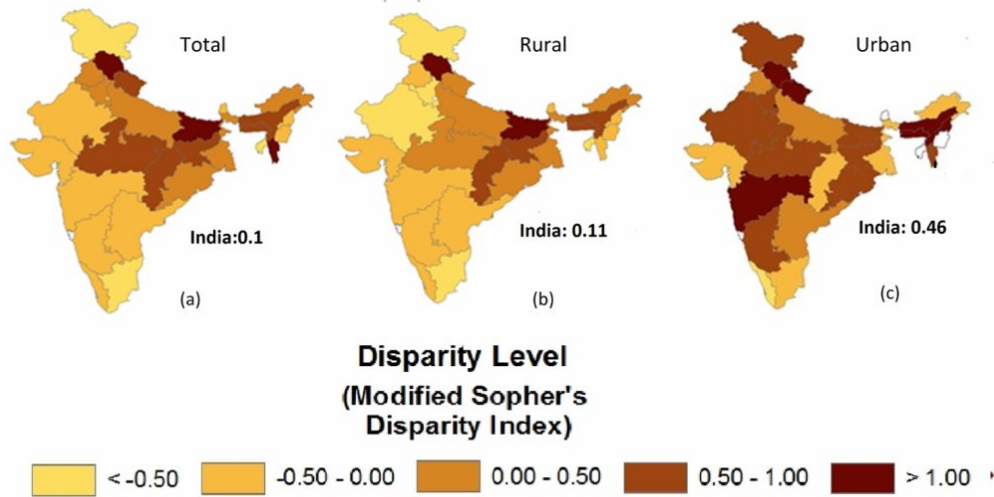 Total
Rural
Urban
India:0.1
India: 0.11
India: 0.46
(a)
(b)
(c)
Disparity Level
(Modified Sopher's
Disparity Index)
< -0.50
-0.50 - 0.00
0.00 - 0.50
0.50 - 1.00
> 1.00